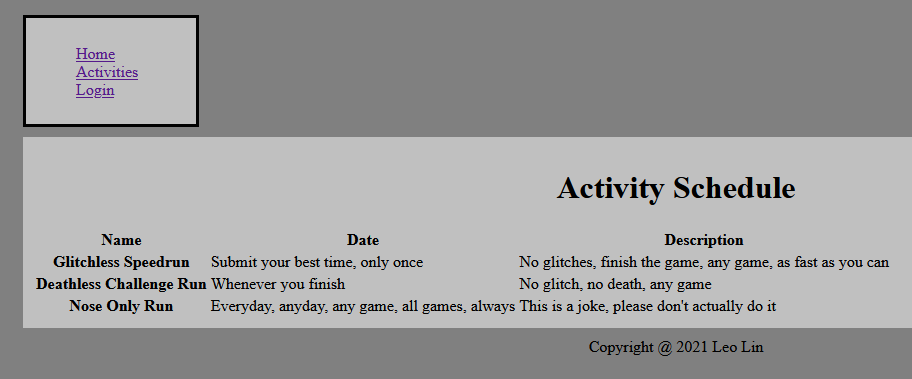 Home
Activities
Login
Activity Schedule
Name Date Description
Glitchless Speedrun Submit your best time, only once No glitches, finish the game, any game, as fast as you can
Deathless Challenge Run Whenever you finish No glitch, no death, any game
Nose Only Run Everyday, anyday, any game, all games, always This is a joke, please don't actually do it
Copyright @ 2021 Leo Lin